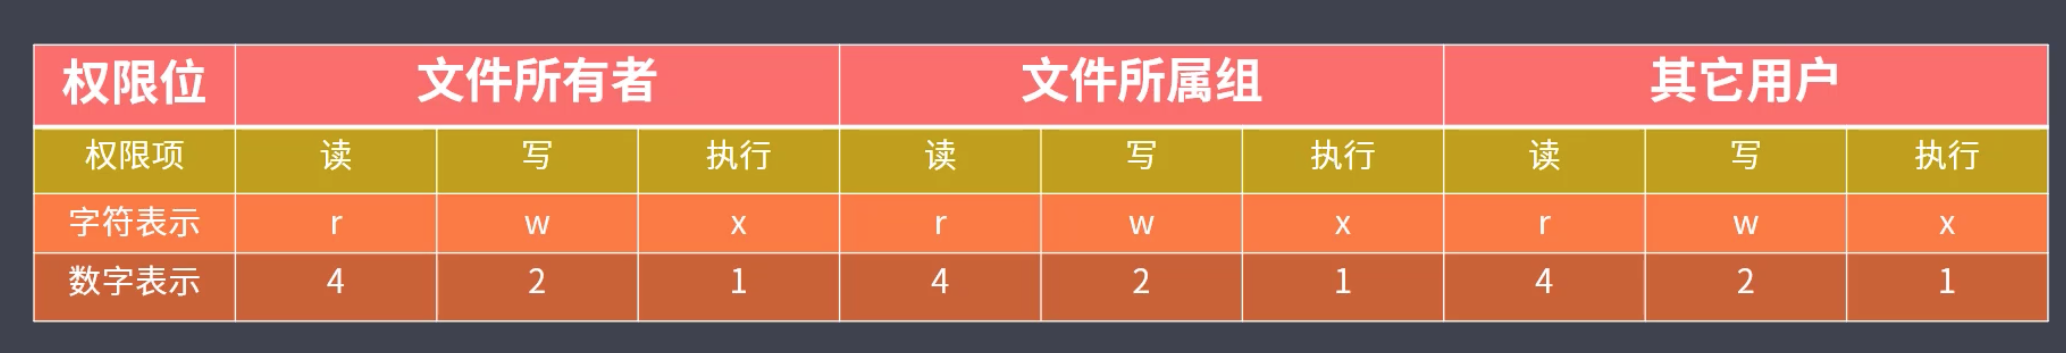 权限位 文件所有者 文件所属组 其它用户
权限项 读 写 执行 读 写 执行 读 写 执行
字符表示 r w x r w x r w x
数字表示 4 2 1 4 2 1 4 2 1